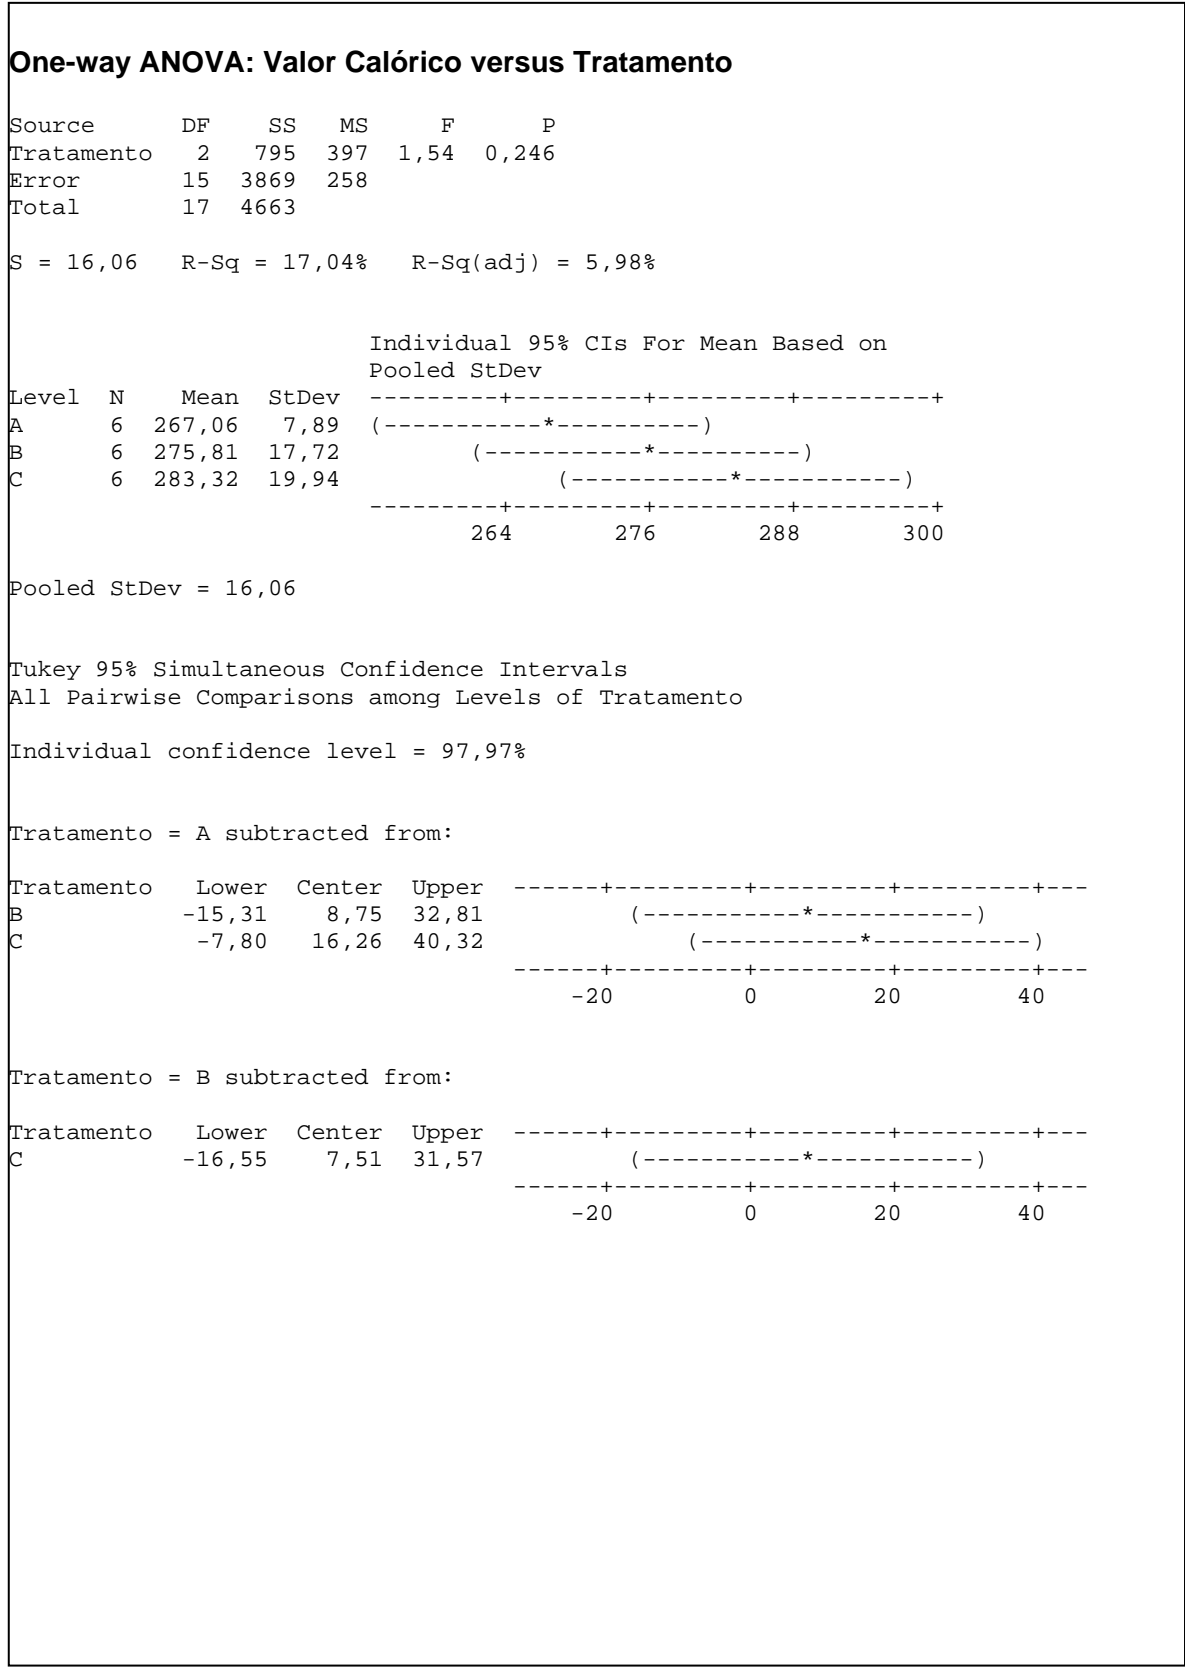 One-way ANOVA: Valor Calórico versus Tratamento
Source       DF    SS   MS     F      P
Tratamento   2   795  397  1,54  0,246
Error       15  3869  258
Total       17  4663
S = 16,06   R-Sq = 17,04%   R-Sq(adj) = 5,98%
Individual 95% CIs For Mean Based on
Pooled StDev
Level  N    Mean  StDev  ---------+---------+---------+---------+
A      6  267,06   7,89  (-----------*----------)
B      6  275,81  17,72         (-----------*----------)
C      6  283,32  19,94               (-----------*-----------)
---------+---------+---------+---------+
264       276       288       300
Pooled StDev = 16,06
Tukey 95% Simultaneous Confidence Intervals
All Pairwise Comparisons among Levels of Tratamento
Individual confidence level = 97,97%
Tratamento = A subtracted from:
Tratamento   Lower  Center  Upper  ------+---------+---------+---------+---
B           -15,31    8,75  32,81          (-----------*-----------)
C            -7,80   16,26  40,32              (-----------*-----------)
------+---------+---------+---------+---
-20         0        20        40
Tratamento = B subtracted from:
Tratamento   Lower  Center  Upper  ------+---------+---------+---------+---
C           -16,55    7,51  31,57          (-----------*-----------)
------+---------+---------+---------+---
-20         0        20        40